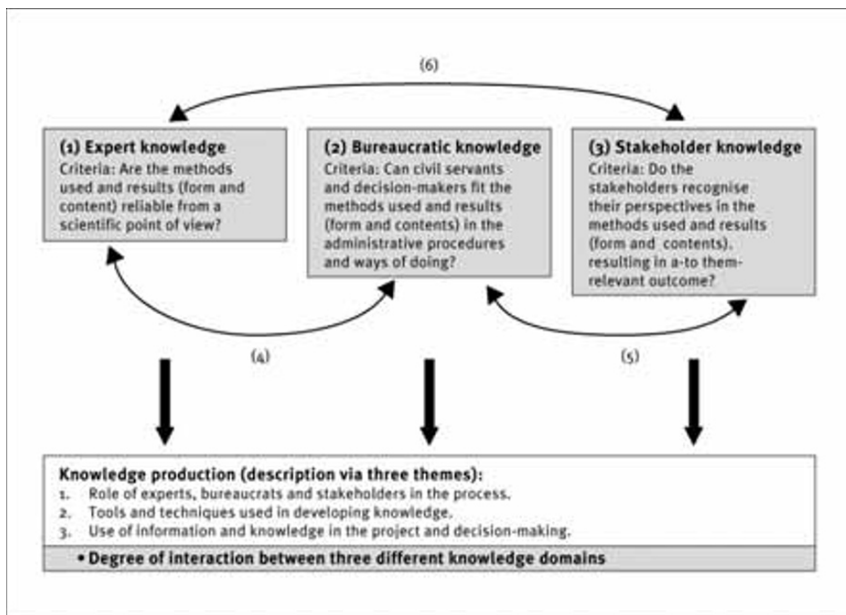 (6)
(1) Expert knowledge
Criteria: Are the methods
used and results (form and
content) reliable from a
scientific point of view?
(2) Bureaucratic knowledge
Criteria: Can civil servants
and decision-makers fit the
methods used and results
(form and contents) in the
administrative procedures
and ways of doing?
(3) Stakeholder knowledge
Criteria: Do the
stakeholders recognise
their perspectives in the
methods used and results
(form and contents),
resulting in a-to them-
relevant outcome?
(4)
(5)
Knowledge production (description via three themes):
1. Role of experts, bureaucrats and stakeholders in the process.
2. Tools and techniques used in developing knowledge.
3. Use of information and knowledge in the project and decision-making.
• Degree of interaction between three different knowledge domains